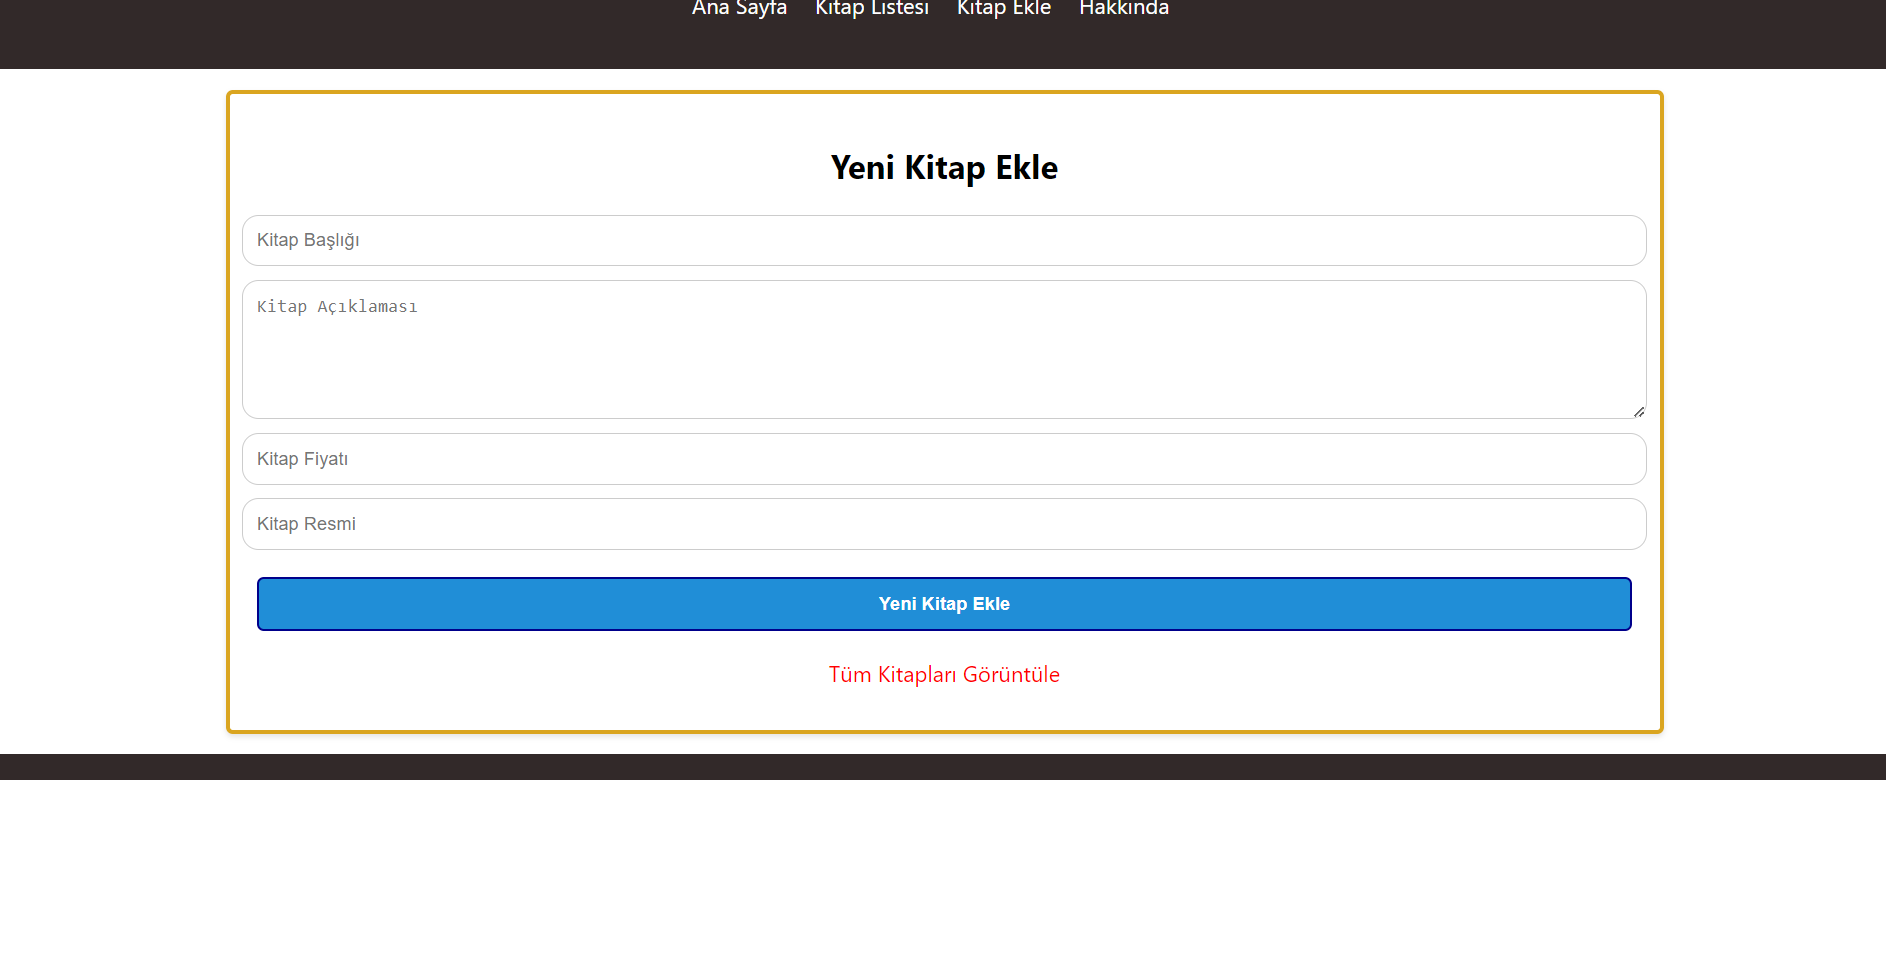 Ana Sayfa Kitap Listesi Kitap Ekle Hakkında
Yeni Kitap Ekle
Kitap Başlığı
Kitap Açıklaması
Kitap Fiyatı
Kitap Resmi
Yeni Kitap Ekle
Tüm Kitapları Görüntüle